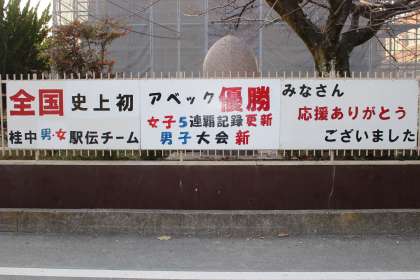 全国史上初 アベック優勝
桂中男・女駅伝チーム
女子5連覇記録更新
男子大会新
みなさん
応援ありがとう
ございました